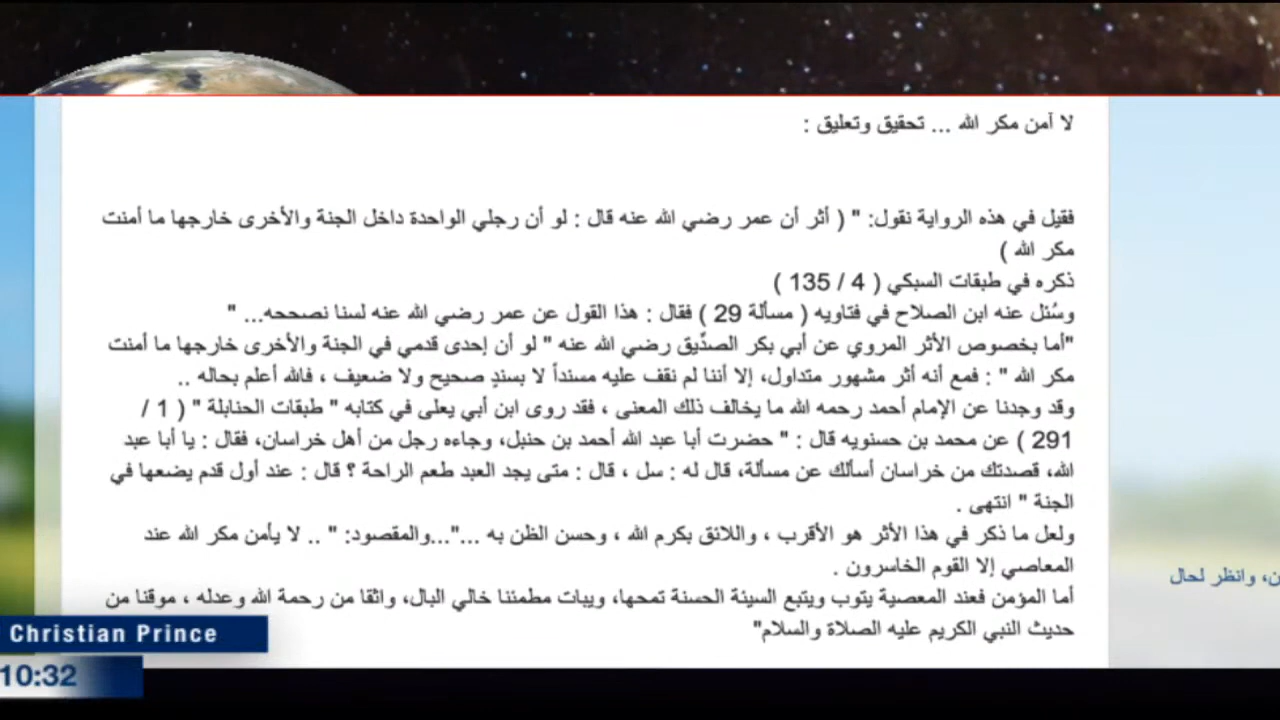 لا آمن مكر الله ... تحقيق وتعليق :
فقيل في هذه الرواية نقول: " ( أثر أن عمر رضي الله عنه قال : لو أن رجلي الواحدة داخل الجنة والأخرى خارجها ما أمنت
مكر الله )
ذكره في طبقات السبكي ( 4 / 135 )
وسُئل عنه ابن الصلاح في فتاويه ( مسألة 29 ) فقال : هذا القول عن عمر رضي الله عنه لسنا نصححه... "
"أما بخصوص الأثر المروي عن أبي بكر الصدِّيق رضي الله عنه " لو أن إحدى قدمي في الجنة والأخرى خارجها ما أمنت
مكر الله " : فمع أنه أثر مشهور متداول، إلا أننا لم نقف عليه مسنداً لا بسندٍ صحيح ولا ضعيف ، فالله أعلم بحاله ..
وقد وجدنا عن الإمام أحمد رحمه الله ما يخالف ذلك المعنى ، فقد روى ابن أبي يعلى في كتابه " طبقات الحنابلة " ( 1 /
291 ) عن محمد بن حسنويه قال : " حضرت أبا عبد الله أحمد بن حنبل، وجاءه رجل من أهل خراسان، فقال : يا أبا عبد
الله، قصدتك من خراسان أسألك عن مسألة، قال له : سل ، قال : متى يجد العبد طعم الراحة ؟ قال : عند أول قدم يضعها في
الجنة " انتهى .
ولعل ما ذكر في هذا الأثر هو الأقرب ، واللائق بكرم الله ، وحسن الظن به ..."...والمقصود: " .. لا يأمن مكر الله عند
المعاصي إلا القوم الخاسرون .
أما المؤمن فعند المعصية يتوب ويتبع السيئة الحسنة تمحها، ويبات مطمئنا خالي البال، واثقا من رحمة الله وعدله ، موقنا من
حديث النبي الكريم عليه الصلاة والسلام"
ن، وانظر لحال
Christian Prince
10:32